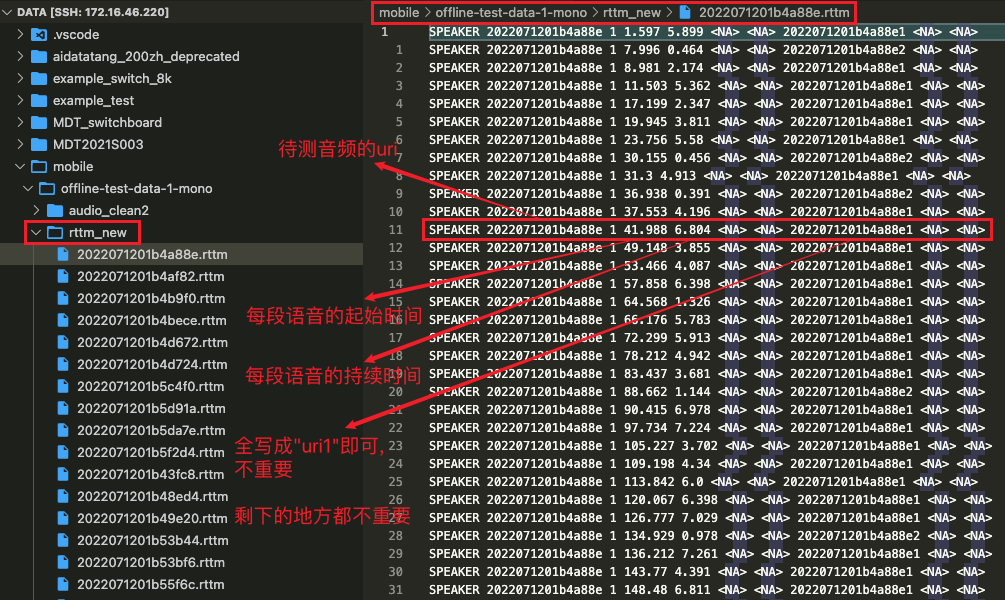 DATA [SSH: 172.16.46.220]
.vscode
aidatatang_200zh_deprecated
example_switch_8k
example_test
MDT_switchboard
MDT2021S003
mobile
offline-test-data-1-mono
audio_clean2
rttm_new
2022071201b4a88e.rttm
2022071201b4af82.rttm
2022071201b4b9f0.rttm
2022071201b4bece.rttm
2022071201b4d672.rttm
2022071201b4d724.rttm
2022071201b5c4f0.rttm
2022071201b5d91a.rttm
2022071201b5da7e.rttm
2022071201b5f2d4.rttm
2022071201b43fc8.rttm
2022071201b48ed4.rttm
2022071201b49e20.rttm
2022071201b53b44.rttm
2022071201b53bf6.rttm
2022071201b55f6c.rttm
mobile > offline-test-data-1-mono > rttm_new > 2022071201b4a88e.rttm
1 SPEAKER 2022071201b4a88e 1 1.597 5.899 <NA> <NA> 2022071201b4a88e1 <NA> <NA>
1 SPEAKER 2022071201b4a88e 1 7.996 0.464 <NA> <NA> 2022071201b4a88e2 <NA> <NA>
2 SPEAKER 2022071201b4a88e 1 8.981 2.174 <NA> <NA> 2022071201b4a88e1 <NA> <NA>
3 SPEAKER 2022071201b4a88e 1 11.503 5.362 <NA> <NA> 2022071201b4a88e1 <NA> <NA>
4 SPEAKER 2022071201b4a88e 1 17.199 2.347 <NA> <NA> 2022071201b4a88e1 <NA> <NA>
5 SPEAKER 2022071201b4a88e 1 19.945 3.811 <NA> <NA> 2022071201b4a88e1 <NA> <NA>
6 SPEAKER 2022071201b4a88e 1 23.756 5.58 <NA> <NA> 2022071201b4a88e1 <NA> <NA>
7 SPEAKER 2022071201b4a88e 1 30.155 0.456 <NA> <NA> 2022071201b4a88e2 <NA> <NA>
8 SPEAKER 2022071201b4a88e 1 31.3 4.913 <NA> <NA> 2022071201b4a88e1 <NA> <NA>
9 SPEAKER 2022071201b4a88e 1 36.938 0.391 <NA> <NA> 2022071201b4a88e2 <NA> <NA>
10 SPEAKER 2022071201b4a88e 1 37.553 4.196 <NA> <NA> 2022071201b4a88e1 <NA> <NA>
11 SPEAKER 2022071201b4a88e 1 41.988 6.804 <NA> <NA> 2022071201b4a88e1 <NA> <NA>
12 SPEAKER 2022071201b4a88e 1 49.148 3.855 <NA> <NA> 2022071201b4a88e1 <NA> <NA>
13 SPEAKER 2022071201b4a88e 1 53.466 4.087 <NA> <NA> 2022071201b4a88e1 <NA> <NA>
14 SPEAKER 2022071201b4a88e 1 57.858 6.398 <NA> <NA> 2022071201b4a88e1 <NA> <NA>
15 SPEAKER 2022071201b4a88e 1 64.568 <NA> <NA> 2022071201b4a88e1 <NA> <NA>
16 SPEAKER 2022071201b4a88e 1 66.176 5.783 <NA> <NA> 2022071201b4a88e1 <NA> <NA>
17 SPEAKER 2022071201b4a88e 1 72.299 5.913 <NA> <NA> 2022071201b4a88e1 <NA> <NA>
18 SPEAKER 2022071201b4a88e 1 78.212 4.942 <NA> <NA> 2022071201b4a88e1 <NA> <NA>
19 SPEAKER 2022071201b4a88e 1 83.437 3.681 <NA> <NA> 2022071201b4a88e1 <NA> <NA>
20 SPEAKER 2022071201b4a88e 1 88.662 1.144 <NA> <NA> 2022071201b4a88e2 <NA> <NA>
21 SPEAKER 2022071201b4a88e 1 90.415 6.978 <NA> <NA> 2022071201b4a88e1 <NA> <NA>
22 SPEAKER 2022071201b4a88e 1 97.734 7.224 <NA> <NA> 2022071201b4a88e1 <NA> <NA>
23 SPEAKER 2022071201b4a88e 1 105.227 3.702 <NA> <NA> 2022071201b4a88e1 <NA> <NA>
24 SPEAKER 2022071201b4a88e 1 109.198 4.34 <NA> <NA> 2022071201b4a88e1 <NA> <NA>
25 SPEAKER 2022071201b4a88e 1 113.842 6.0 <NA> <NA> 2022071201b4a88e1 <NA> <NA>
26 SPEAKER 2022071201b4a88e 1 120.067 6.398 <NA> <NA> 2022071201b4a88e1 <NA> <NA>
27 SPEAKER 2022071201b4a88e 1 126.777 7.029 <NA> <NA> 2022071201b4a88e1 <NA> <NA>
28 SPEAKER 2022071201b4a88e 1 134.929 0.978 <NA> <NA> 2022071201b4a88e2 <NA> <NA>
29 SPEAKER 2022071201b4a88e 1 136.212 7.261 <NA> <NA> 2022071201b4a88e1 <NA> <NA>
30 SPEAKER 2022071201b4a88e 1 143.77 4.391 <NA> <NA> 2022071201b4a88e1 <NA> <NA>
31 SPEAKER 2022071201b4a88e 1 148.48 6.811 <NA> <NA> 2022071201b4a88e1 <NA> <NA>
待测音频的uri
每段语音的起始时间
每段语音的持续时间
全写成"uri1"即可,
不重要
剩下的地方都不重要